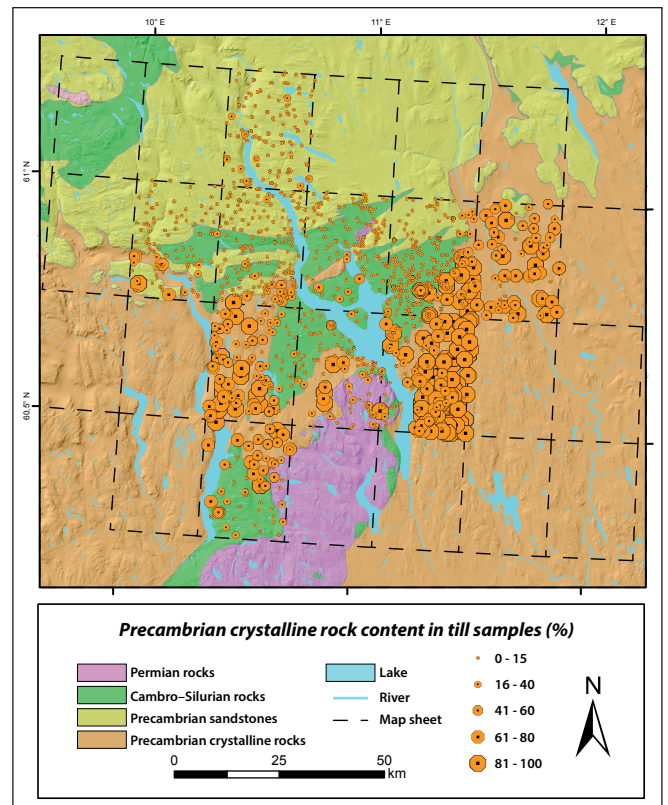 10° E 11° E 12° E
61° N
60.5° N
Precambrian crystalline rock content in till samples (%)
Permian rocks
Cambro–Silurian rocks
Precambrian sandstones
Precambrian crystalline rocks
Lake
River
Map sheet
0 - 15
16 - 40
41 - 60
61 - 80
81 - 100
N
0 25 50
km